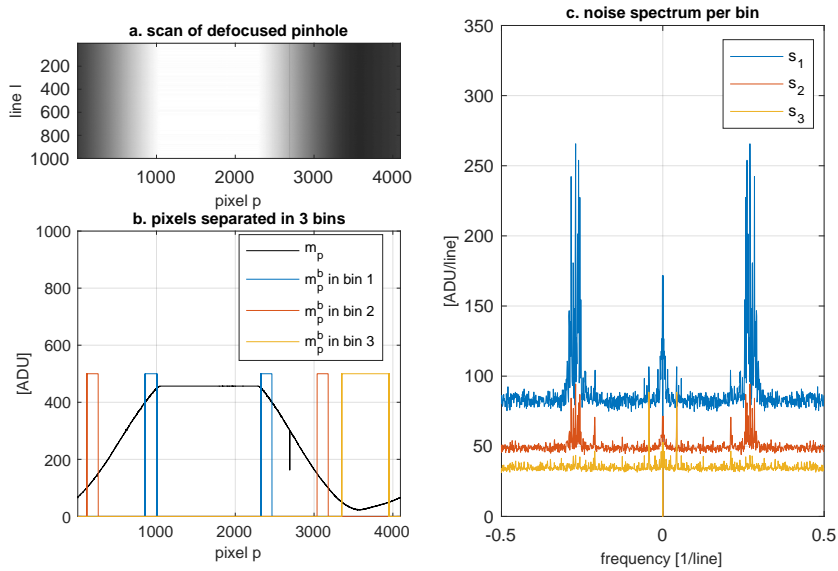 a. scan of defocused pinhole
line l
200
400
600
800
1000
1000
2000
3000
4000
pixel p
b. pixels separated in 3 bins
[ADU]
1000
800
600
400
200
0
0
1000
2000
3000
4000
pixel p
m_p
m_p^b in bin 1
m_p^b in bin 2
m_p^b in bin 3
c. noise spectrum per bin
[ADU/line]
350
300
250
200
150
100
50
0
-0.5
0
0.5
frequency [1/line]
s_1
s_2
s_3